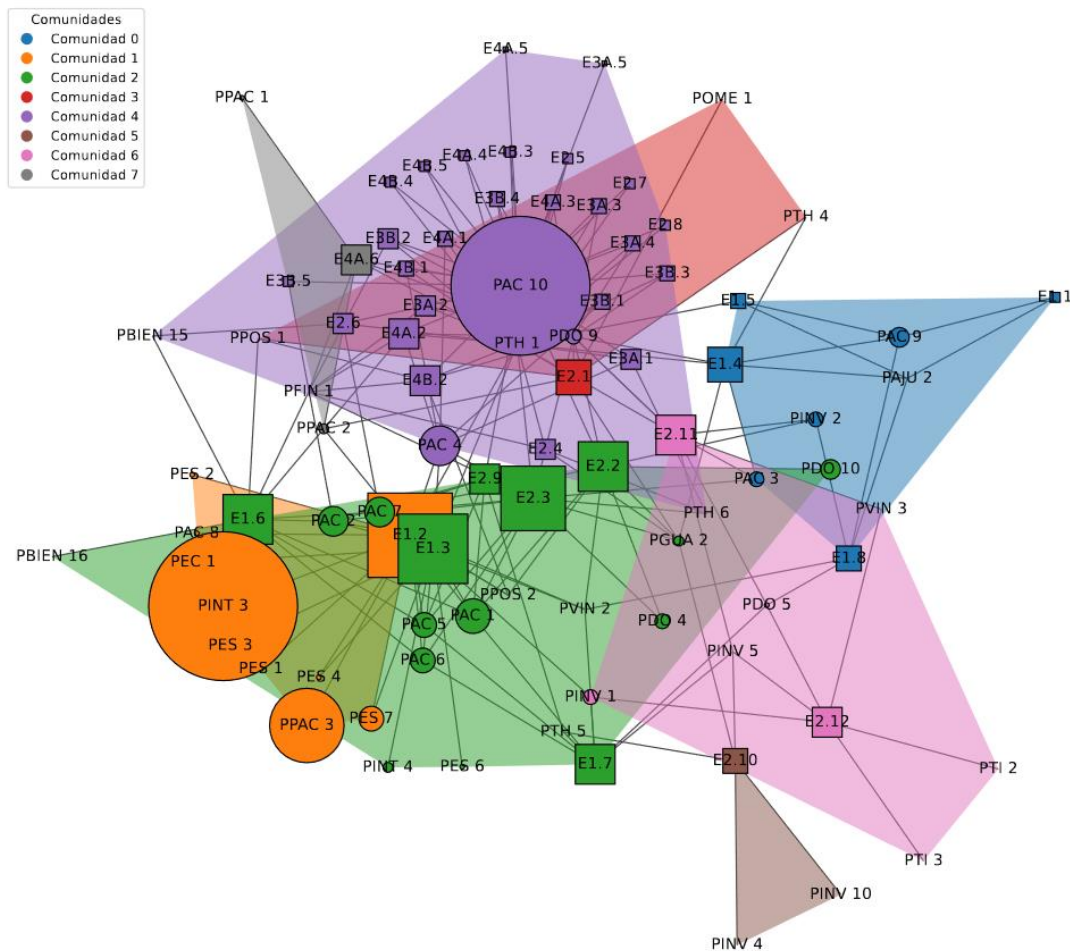 Comunidades
Comunidad 0
Comunidad 1
Comunidad 2
Comunidad 3
Comunidad 4
Comunidad 5
Comunidad 6
Comunidad 7
E4A.5
E3A.5
PPAC 1
POME 1
E4B.3
E4A.4
E2.5
E4B.5
E4B.4
E2.7
E3B.4
E4A.3
E3A.3
PTH 4
E2.8
E3B.2
E4A.1
E3A.4
E4A.6
E4B.1
E3B.3
E3B.5
PAC 10
E3B.1
E1.5
E1.1
E3A.2
E2.6
PBIEN 15
PPOS 1
E4A.2
PTH 1
PDO 9
PAC 9
E3A.1
E1.4
E4B.2
E2.1
PAJU 2
PFIN 1
PINV 2
PPAC 2
E2.11
PAC 4
E2.4
E2.2
PDO 10
PES 2
E2.9
PAC 3
E2.3
PVIN 3
PAC 7
PTH 6
E1.6
PAC 2
PAC 8
E1.2
PGUA 2
E1.3
PBIEN 16
PEC 1
E1.8
PPOS 2
PINT 3
PVIN 2
PDO 5
PAC 1
PAC 5
PDO 4
PES 3
PINV 5
PAC 6
PES 1
PES 4
PINV 1
PPAC 3
PES 7
E2.12
PTH 5
PINT 4
PES 6
E1.7
E2.10
PTI 2
PTI 3
PINV 10
PINV 4